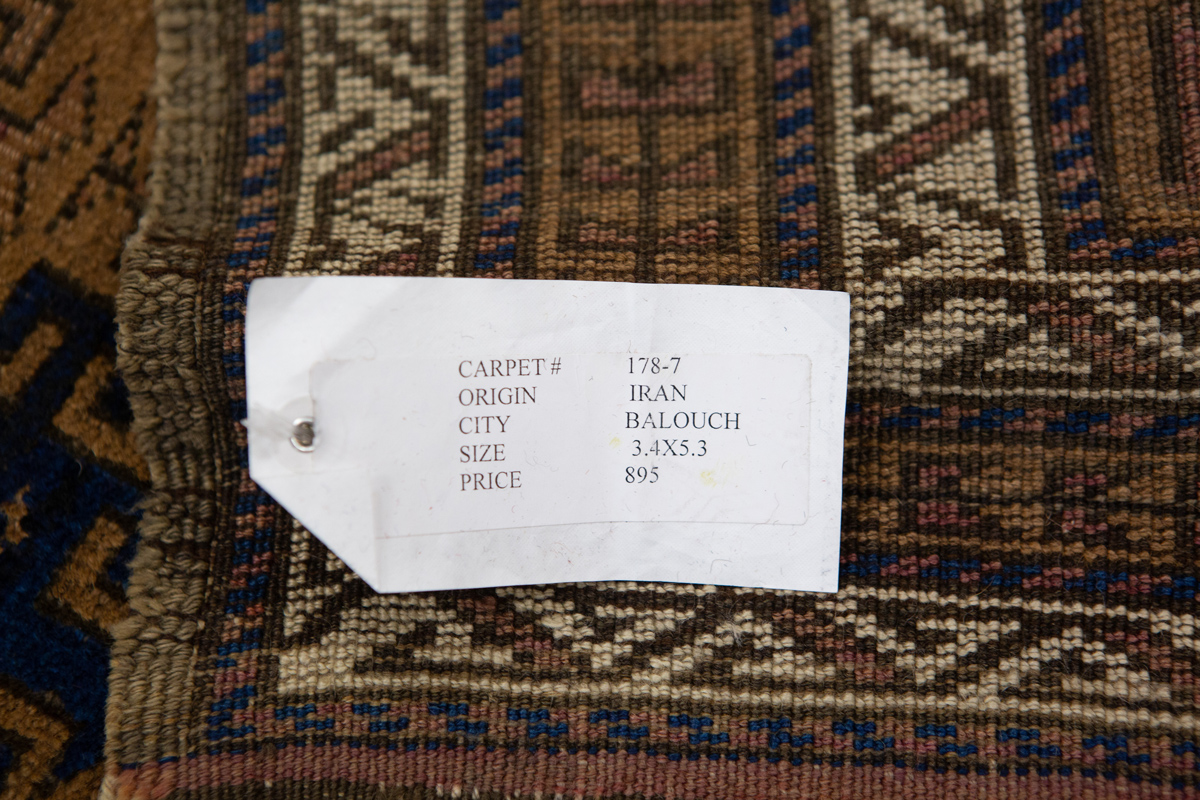 CARPET # 178-7
ORIGIN IRAN
CITY BALOUCH
SIZE 3.4X5.3
PRICE 895